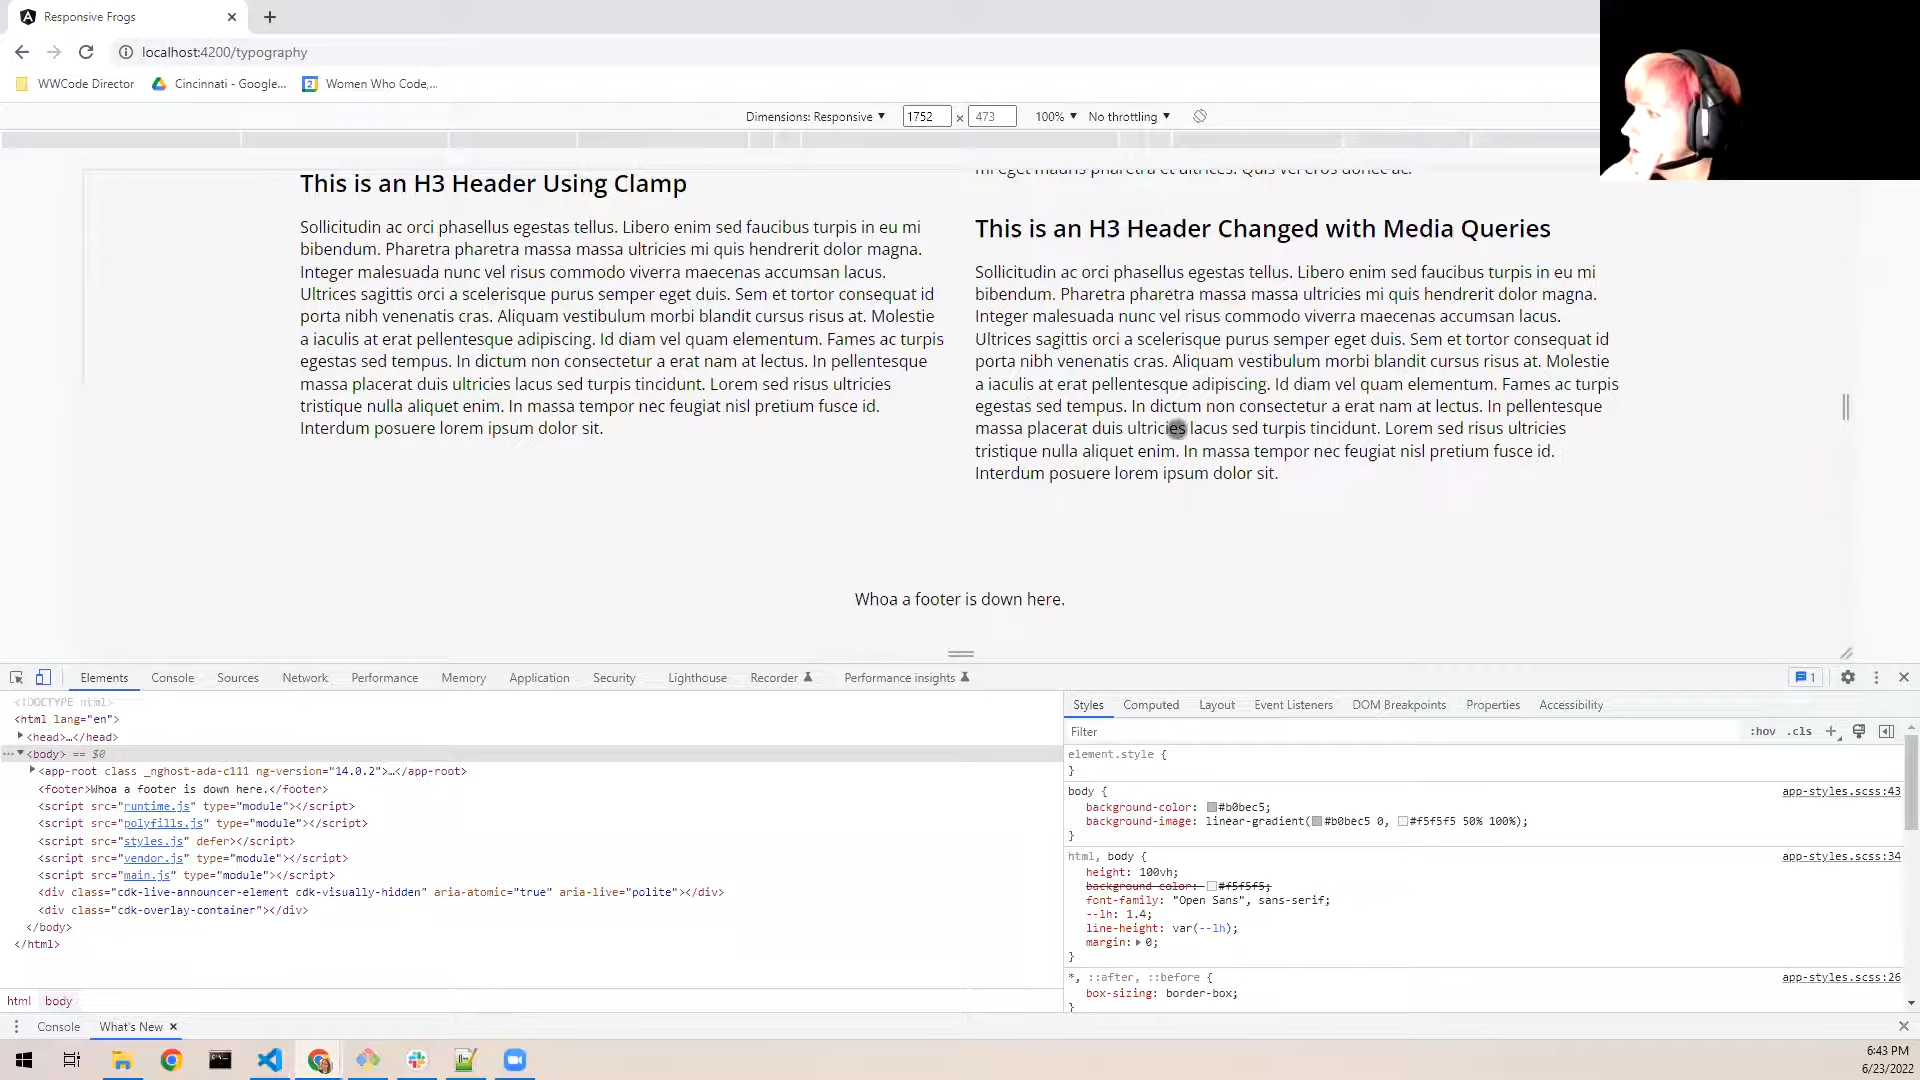 Responsive Frogs
localhost:4200/typography
WWCode Director
Cincinnati - Google...
Women Who Code,...
Dimensions: Responsive
1752
×
473
100%
No throttling
This is an H3 Header Using Clamp
Sollicitudin ac orci phasellus egestas tellus. Libero enim sed faucibus turpis in eu mi
bibendum. Pharetra pharetra massa massa ultricies mi quis hendrerit dolor magna.
Integer malesuada nunc vel risus commodo viverra maecenas accumsan lacus.
Ultrices sagittis orci a scelerisque purus semper eget duis. Sem et tortor consequat id
porta nibh venenatis cras. Aliquam vestibulum morbi blandit cursus risus at. Molestie
a iaculis at erat pellentesque adipiscing. Id diam vel quam elementum. Fames ac turpis
egestas sed tempus. In dictum non consectetur a erat nam at lectus. In pellentesque
massa placerat duis ultricies lacus sed turpis tincidunt. Lorem sed risus ultricies
tristique nulla aliquet enim. In massa tempor nec feugiat nisl pretium fusce id.
Interdum posuere lorem ipsum dolor sit.
mi eget mauris pharetra et ultrices. Quis vel eros donec ac.
This is an H3 Header Changed with Media Queries
Sollicitudin ac orci phasellus egestas tellus. Libero enim sed faucibus turpis in eu mi
bibendum. Pharetra pharetra massa massa ultricies mi quis hendrerit dolor magna.
Integer malesuada nunc vel risus commodo viverra maecenas accumsan lacus.
Ultrices sagittis orci a scelerisque purus semper eget duis. Sem et tortor consequat id
porta nibh venenatis cras. Aliquam vestibulum morbi blandit cursus risus at. Molestie
a iaculis at erat pellentesque adipiscing. Id diam vel quam elementum. Fames ac turpis
egestas sed tempus. In dictum non consectetur a erat nam at lectus. In pellentesque
massa placerat duis ultricies lacus sed turpis tincidunt. Lorem sed risus ultricies
tristique nulla aliquet enim. In massa tempor nec feugiat nisl pretium fusce id.
Interdum posuere lorem ipsum dolor sit.
Whoa a footer is down here.
Elements
Console
Sources
Network
Performance
Memory
Application
Security
Lighthouse
Recorder
Performance insights
1
<!DOCTYPE html>
<html lang="en">
<head>…</head>
<body> == $0
<app-root class _nghost-ada-c111 ng-version="14.0.2">…</app-root>
<footer>Whoa a footer is down here.</footer>
<script src="runtime.js" type="module"></script>
<script src="polyfills.js" type="module"></script>
<script src="styles.js" defer></script>
<script src="vendor.js" type="module"></script>
<script src="main.js" type="module"></script>
<div class="cdk-live-announcer-element cdk-visually-hidden" aria-atomic="true" aria-live="polite"></div>
<div class="cdk-overlay-container"></div>
</body>
</html>
html
body
Styles
Computed
Layout
Event Listeners
DOM Breakpoints
Properties
Accessibility
Filter
:hov
.cls
element.style {
}
body {
app-styles.scss:43
background-color: #b0bec5;
background-image: linear-gradient(#b0bec5 0, #f5f5f5 50% 100%);
}
html, body {
app-styles.scss:34
height: 100vh;
background-color: #f5f5f5;
font-family: "Open Sans", sans-serif;
--lh: 1.4;
line-height: var(--lh);
margin: 0;
}
*, ::after, ::before {
app-styles.scss:26
box-sizing: border-box;
}
Console
What's New
6:43 PM
6/23/2022